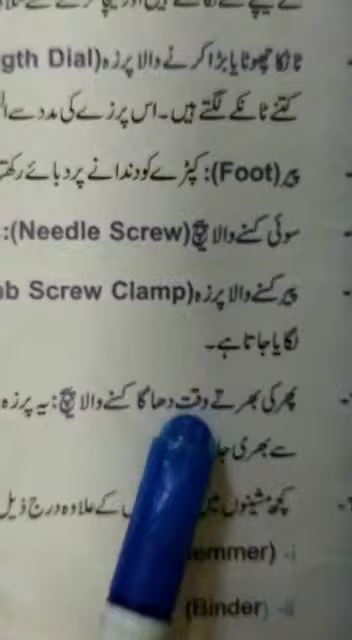 ٹانکا چھوٹا یا بڑا کرنے والا پرزہ (gth Dial
کتنے ٹانکے لگتے ہیں۔ اس پرزے کی مدد سے
پیر (Foot): کپڑے کو دندانے پر دبائے رکھتا
سوئی کسنے والا پیچ (Needle Screw):
پیر کسنے والا پرزہ (b Screw Clamp
لگایا جاتا ہے۔
پھرکی بھرتے وقت دھاگا کسنے والا پیچ: یہ پرزہ
سے بھری جا
کچھ مشینوں میں کے علاوہ درج ذیل
i- (emmer
ii- (Binder)